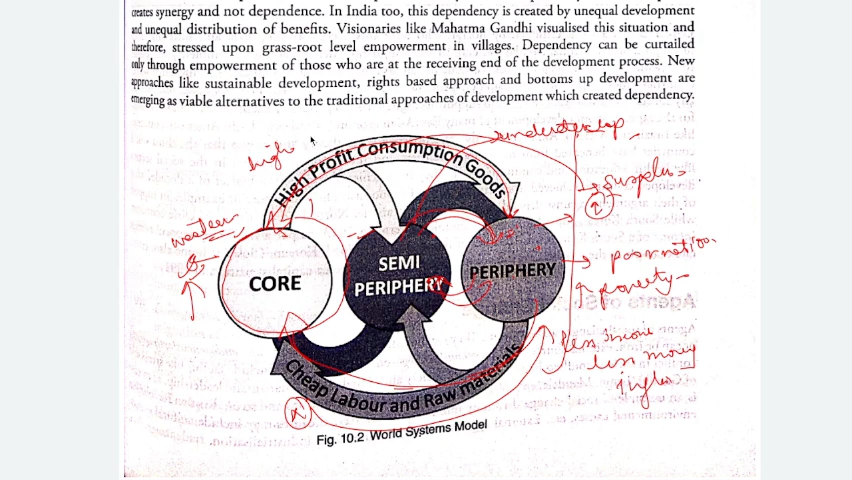 creates synergy and not dependence. In India too, this dependency is created by unequal development
and unequal distribution of benefits. Visionaries like Mahatma Gandhi visualised this situation and
therefore, stressed upon grass-root level empowerment in villages. Dependency can be curtailed
only through empowerment of those who are at the receiving end of the development process. New
approaches like sustainable development, rights based approach and bottoms up development are
emerging as viable alternatives to the traditional approaches of development which created dependency.
high
High Profit Consumption Goods
surplus
western
SEMI
PERIPHERY
PERIPHERY
CORE
poor nation
poverty
less income
less money
Cheap Labour and Raw materials
Fig. 10.2 World Systems Model